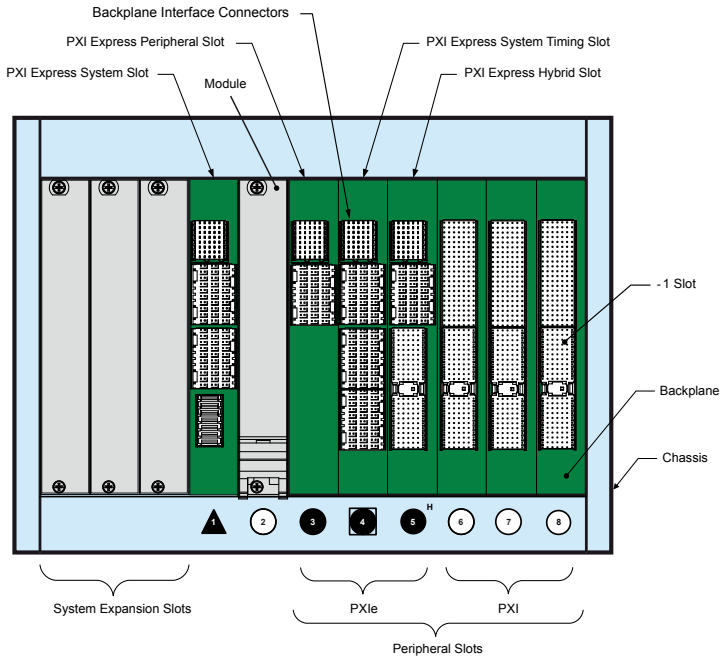 Backplane Interface Connectors
PXI Express Peripheral Slot
PXI Express System Timing Slot
PXI Express System Slot
Module
PXI Express Hybrid Slot
- 1 Slot
Backplane
Chassis
H
1
2
3
4
5
6
7
8
System Expansion Slots
PXIe
PXI
Peripheral Slots